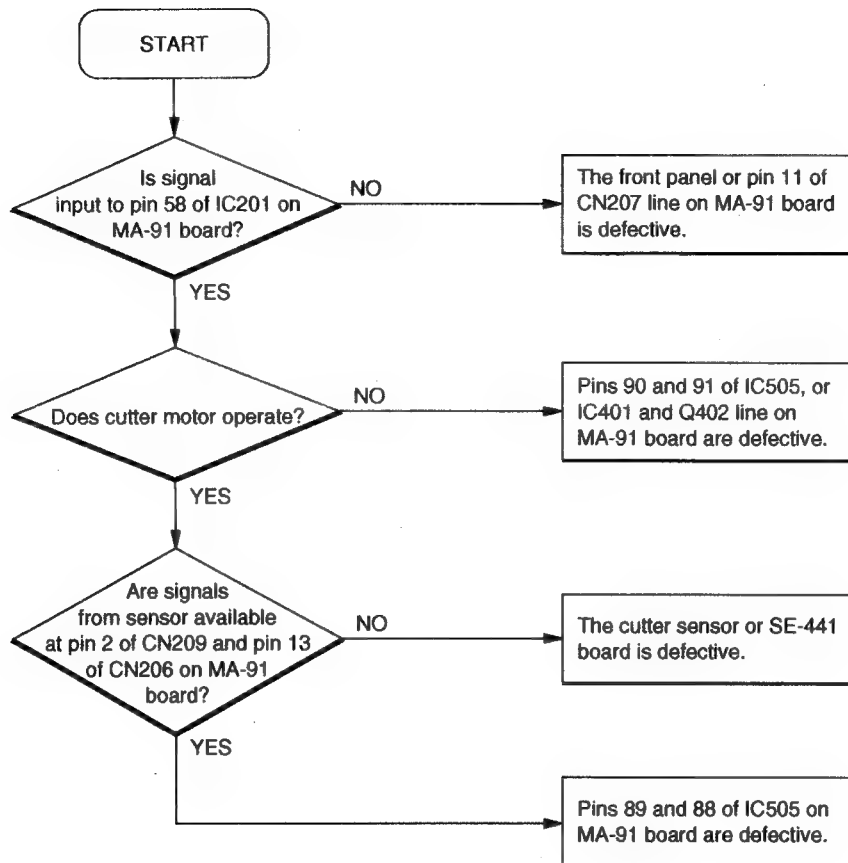 START
Is signal
input to pin 58 of IC201 on
MA-91 board?
NO
The front panel or pin 11 of
CN207 line on MA-91 board
is defective.
YES
Does cutter motor operate?
NO
Pins 90 and 91 of IC505, or
IC401 and Q402 line on
MA-91 board are defective.
YES
Are signals
from sensor available
at pin 2 of CN209 and pin 13
of CN206 on MA-91
board?
NO
The cutter sensor or SE-441
board is defective.
YES
Pins 89 and 88 of IC505 on
MA-91 board are defective.